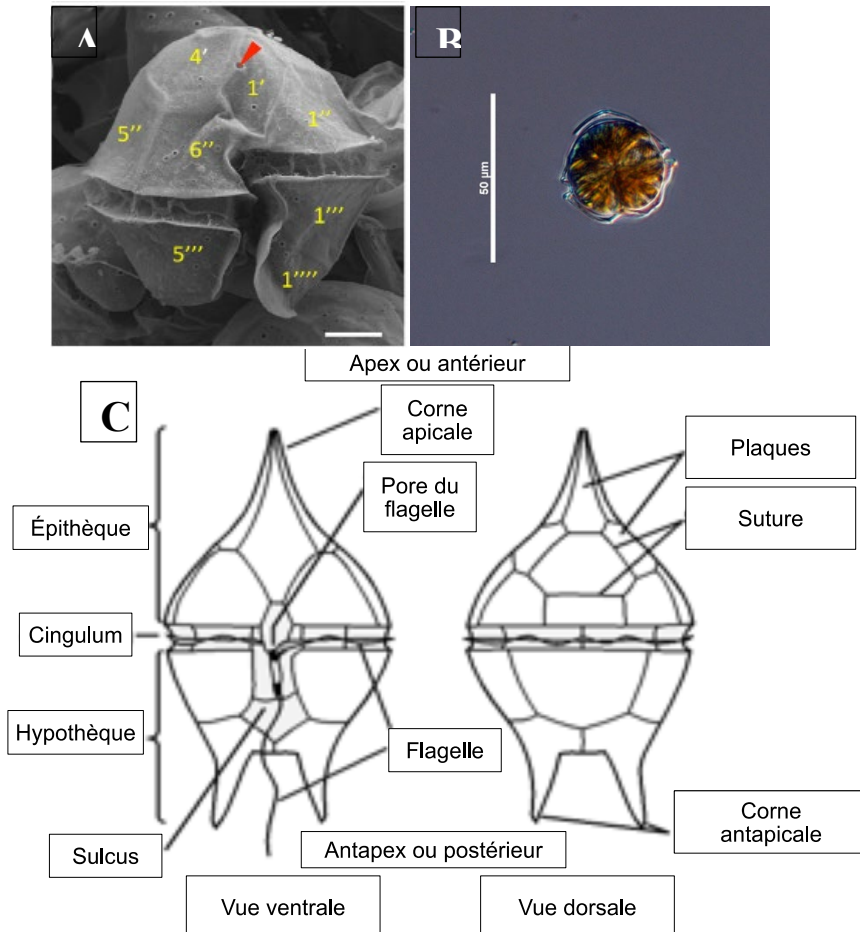 A
4'
1'
1''
5''
6''
1'''
5'''
1''''
B
50 µm
Apex ou antérieur
C
Corne
apicale
Plaques
Pore du
flagelle
Suture
Épithèque
Cingulum
Hypothèque
Flagelle
Corne
antapicale
Sulcus
Antapex ou postérieur
Vue ventrale
Vue dorsale